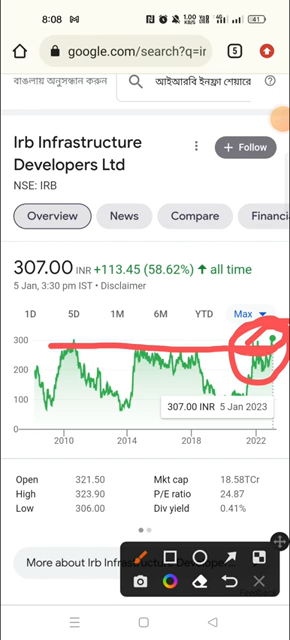 8:08
1.00 KB/S
4G
41
google.com/search?q=ir
5
বাংলায় অনুসন্ধান করুন
আইআরবি ইনফ্রা শেয়ারে
Irb Infrastructure
Developers Ltd
NSE: IRB
+ Follow
Overview News Compare Financi
307.00 INR +113.45 (58.62%) ↑ all time
5 Jan, 3:30 pm IST • Disclaimer
1D 5D 1M 6M YTD Max
300
200
100
0
307.00 INR 5 Jan 2023
2010 2014 2018 2022
Open 321.50 Mkt cap 18.58TCr
High 323.90 P/E ratio 24.87
Low 306.00 Div yield 0.41%
More about Irb Infrastructure Develope...
Feedback